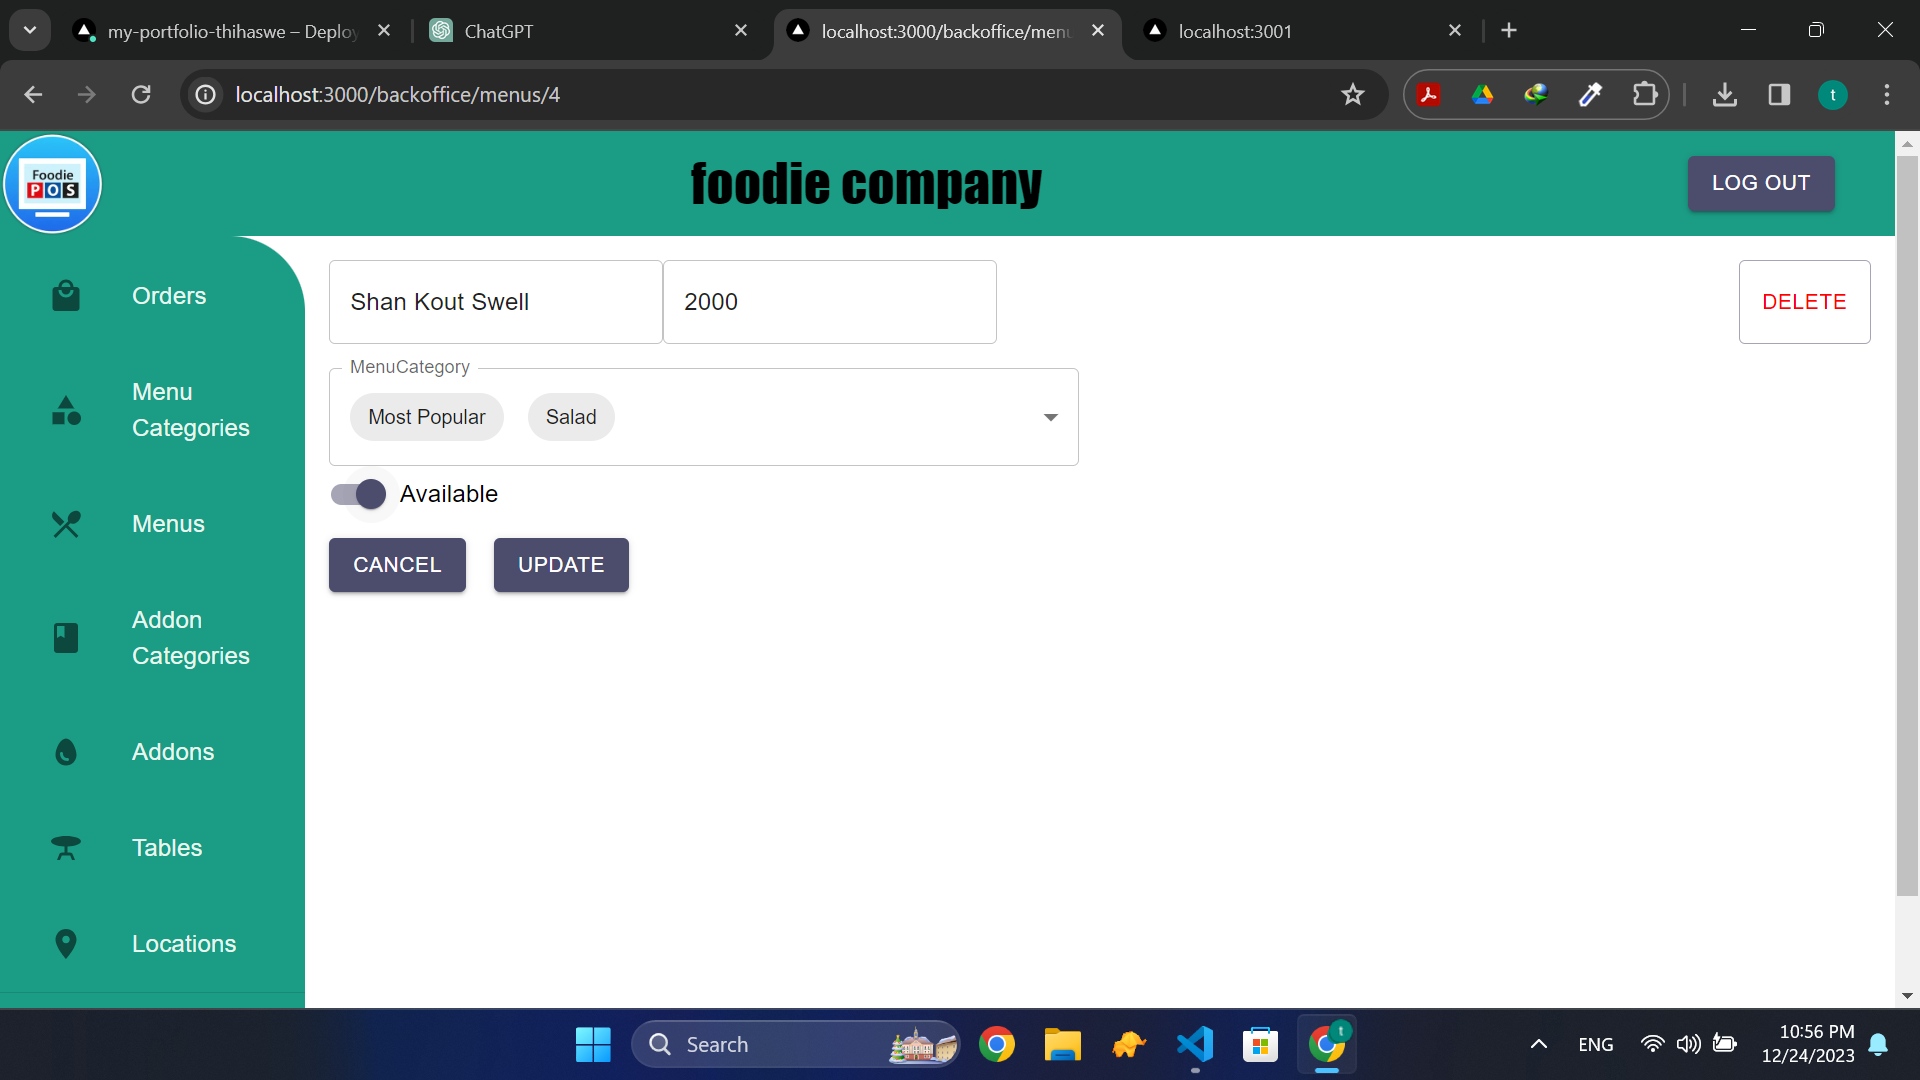 my-portfolio-thihaswe – Deploy
ChatGPT
localhost:3000/backoffice/menu
localhost:3001
localhost:3000/backoffice/menus/4
t
Foodie
POS
foodie company
LOG OUT
Orders
Menu
Categories
Menus
Addon
Categories
Addons
Tables
Locations
Shan Kout Swell
2000
DELETE
MenuCategory
Most Popular
Salad
Available
CANCEL
UPDATE
Search
t
ENG
10:56 PM
12/24/2023